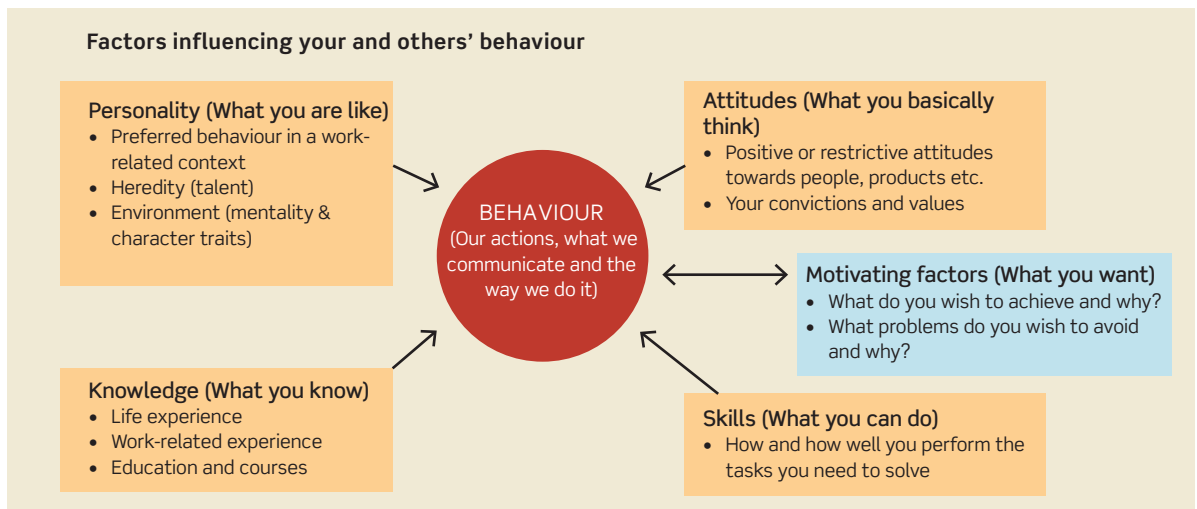 Factors influencing your and others’ behaviour
Personality (What you are like)
• Preferred behaviour in a work-
related context
• Heredity (talent)
• Environment (mentality &
character traits)
Attitudes (What you basically
think)
• Positive or restrictive attitudes
towards people, products etc.
• Your convictions and values
BEHAVIOUR
(Our actions, what we
communicate and the
way we do it)
Motivating factors (What you want)
• What do you wish to achieve and why?
• What problems do you wish to avoid
and why?
Knowledge (What you know)
• Life experience
• Work-related experience
• Education and courses
Skills (What you can do)
• How and how well you perform the
tasks you need to solve